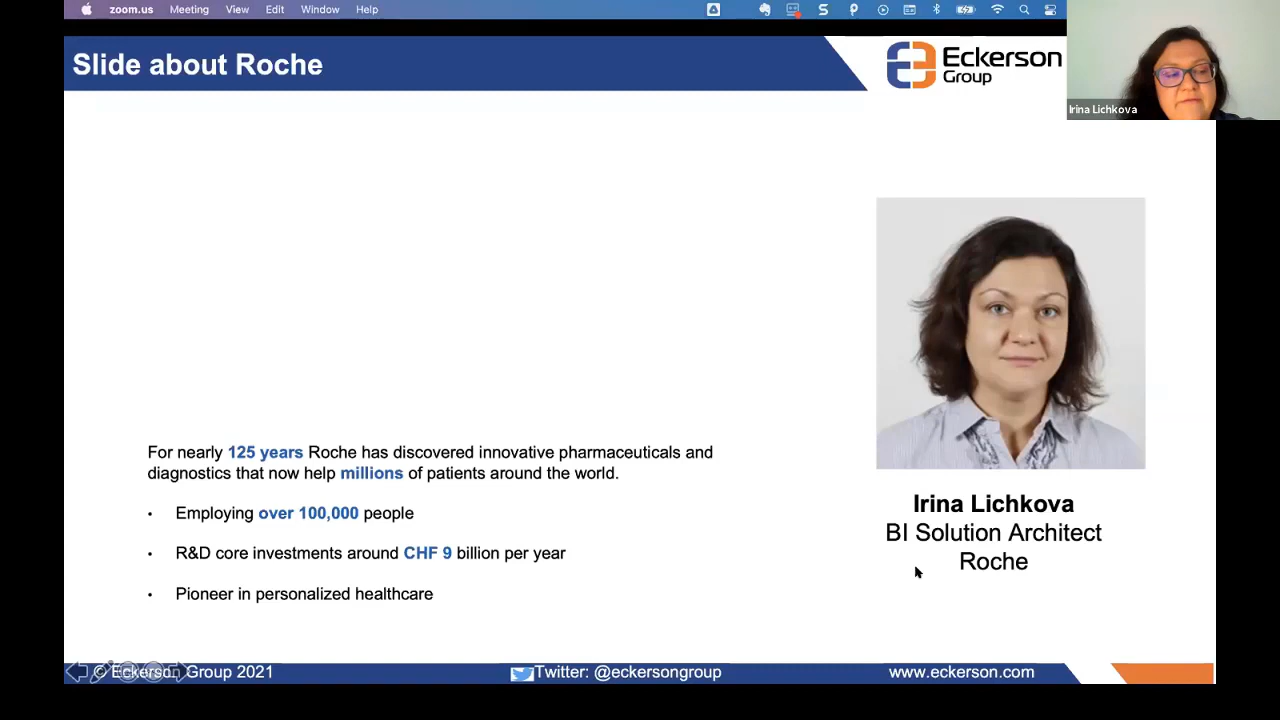 zoom.us Meeting View Edit Window Help
Slide about Roche
Eckerson
Group
Irina Lichkova
For nearly 125 years Roche has discovered innovative pharmaceuticals and
diagnostics that now help millions of patients around the world.
• Employing over 100,000 people
• R&D core investments around CHF 9 billion per year
• Pioneer in personalized healthcare
Irina Lichkova
BI Solution Architect
Roche
© Eckerson Group 2021
Twitter: @eckersongroup
www.eckerson.com